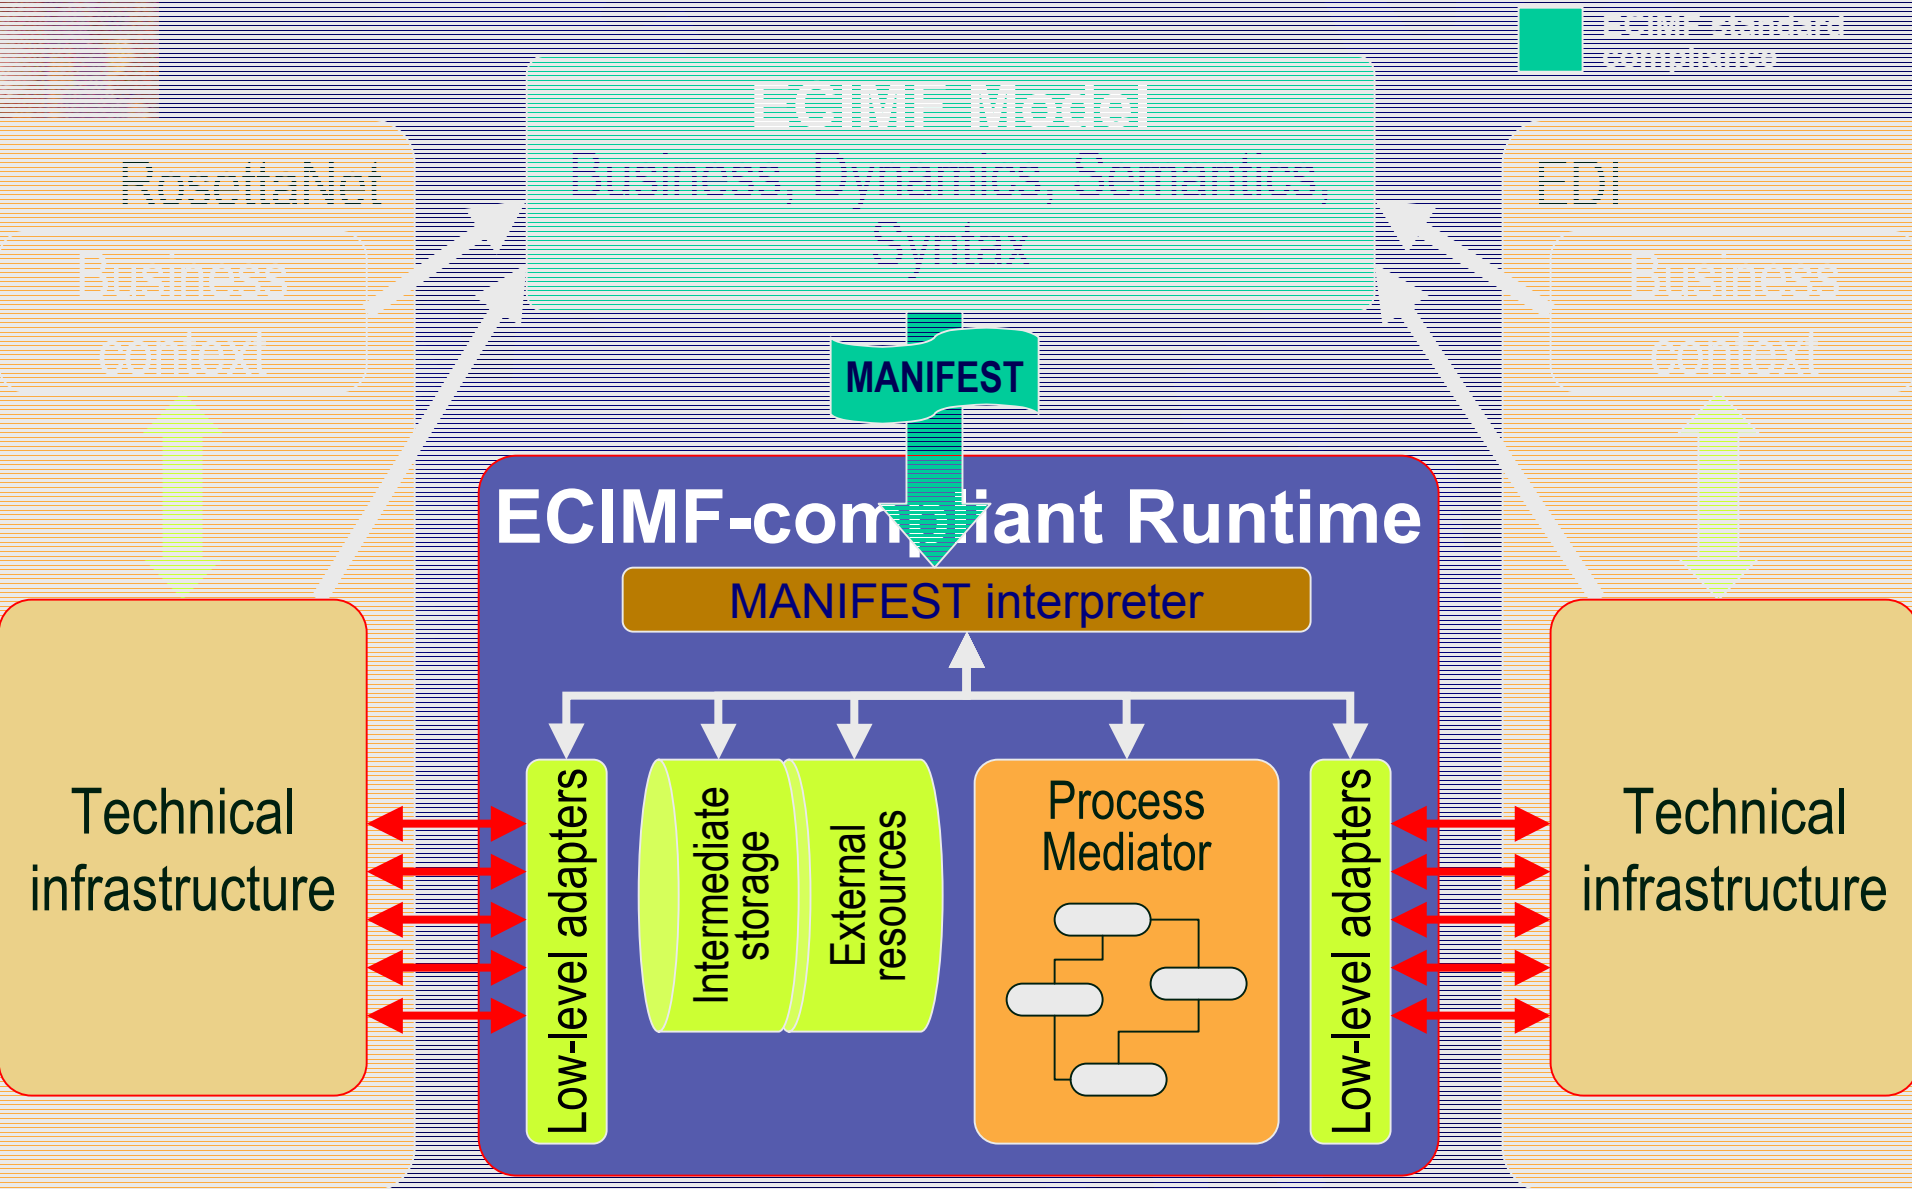 ECIMF standard
compliance
ECIMF Model
Business, Dynamics, Semantics,
Syntax
RosettaNet
Business
context
EDI
Business
context
MANIFEST
ECIMF-compliant Runtime
MANIFEST interpreter
Technical
infrastructure
Low-level adapters
Intermediate
storage
External
resources
Process
Mediator
Low-level adapters
Technical
infrastructure